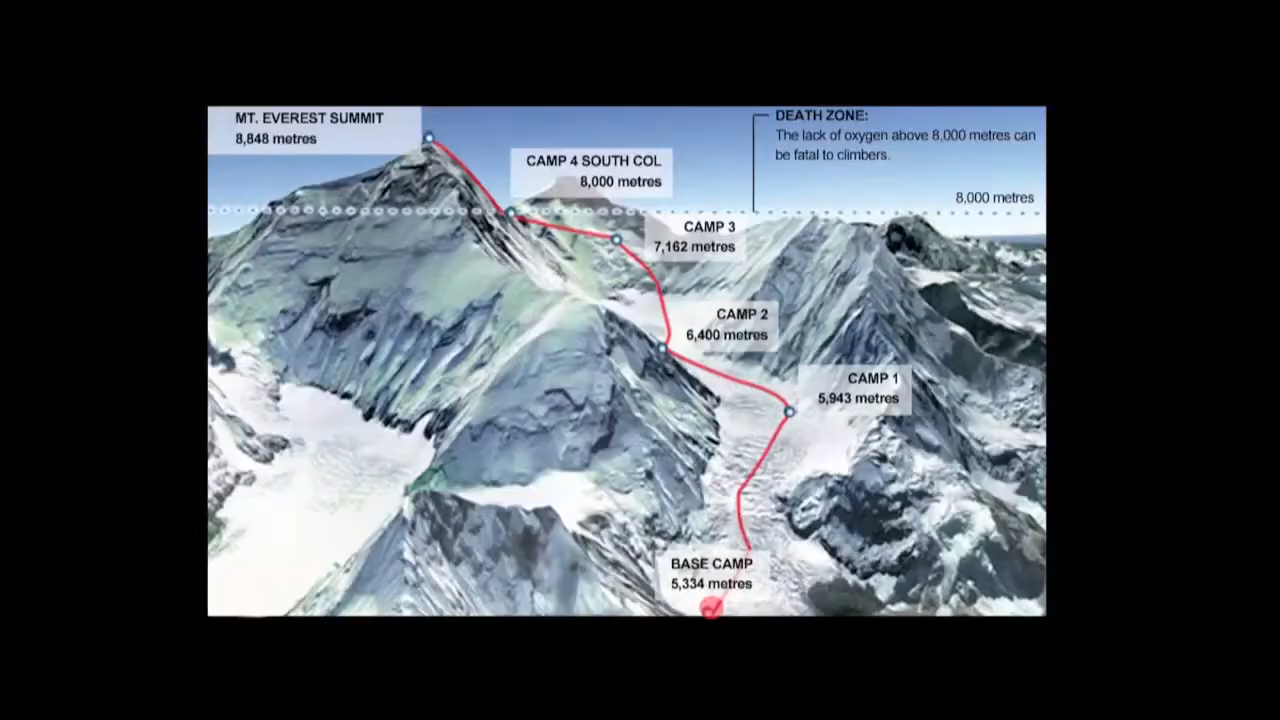 MT. EVEREST SUMMIT
8,848 metres
DEATH ZONE:
The lack of oxygen above 8,000 metres can
be fatal to climbers.
CAMP 4 SOUTH COL
8,000 metres
8,000 metres
CAMP 3
7,162 metres
CAMP 2
6,400 metres
CAMP 1
5,943 metres
BASE CAMP
5,334 metres